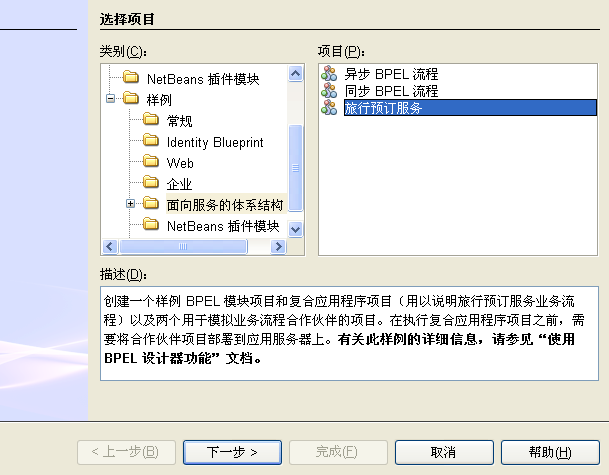 选择项目
类别(C):
项目(P):
NetBeans 插件模块
样例
常规
Identity Blueprint
Web
企业
面向服务的体系结构
NetBeans 插件模块
异步 BPEL 流程
同步 BPEL 流程
旅行预订服务
描述(D):
创建一个样例 BPEL 模块项目和复合应用程序项目（用以说明旅行预订服务业务流
程）以及两个用于模拟业务流程合作伙伴的项目。在执行复合应用程序项目之前，需
要将合作伙伴项目部署到应用服务器上。有关此样例的详细信息，请参见“使用
BPEL 设计器功能”文档。
< 上一步(B)
下一步 >
完成(F)
取消
帮助(H)